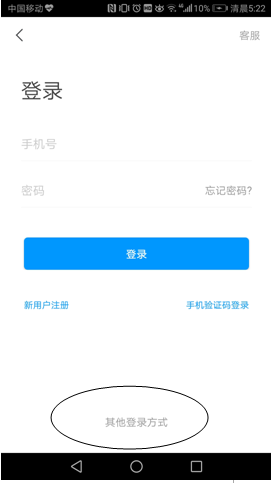 中国移动 10% 清晨5:22
客服
登录
手机号
密码 忘记密码?
登录
新用户注册 手机验证码登录
其他登录方式